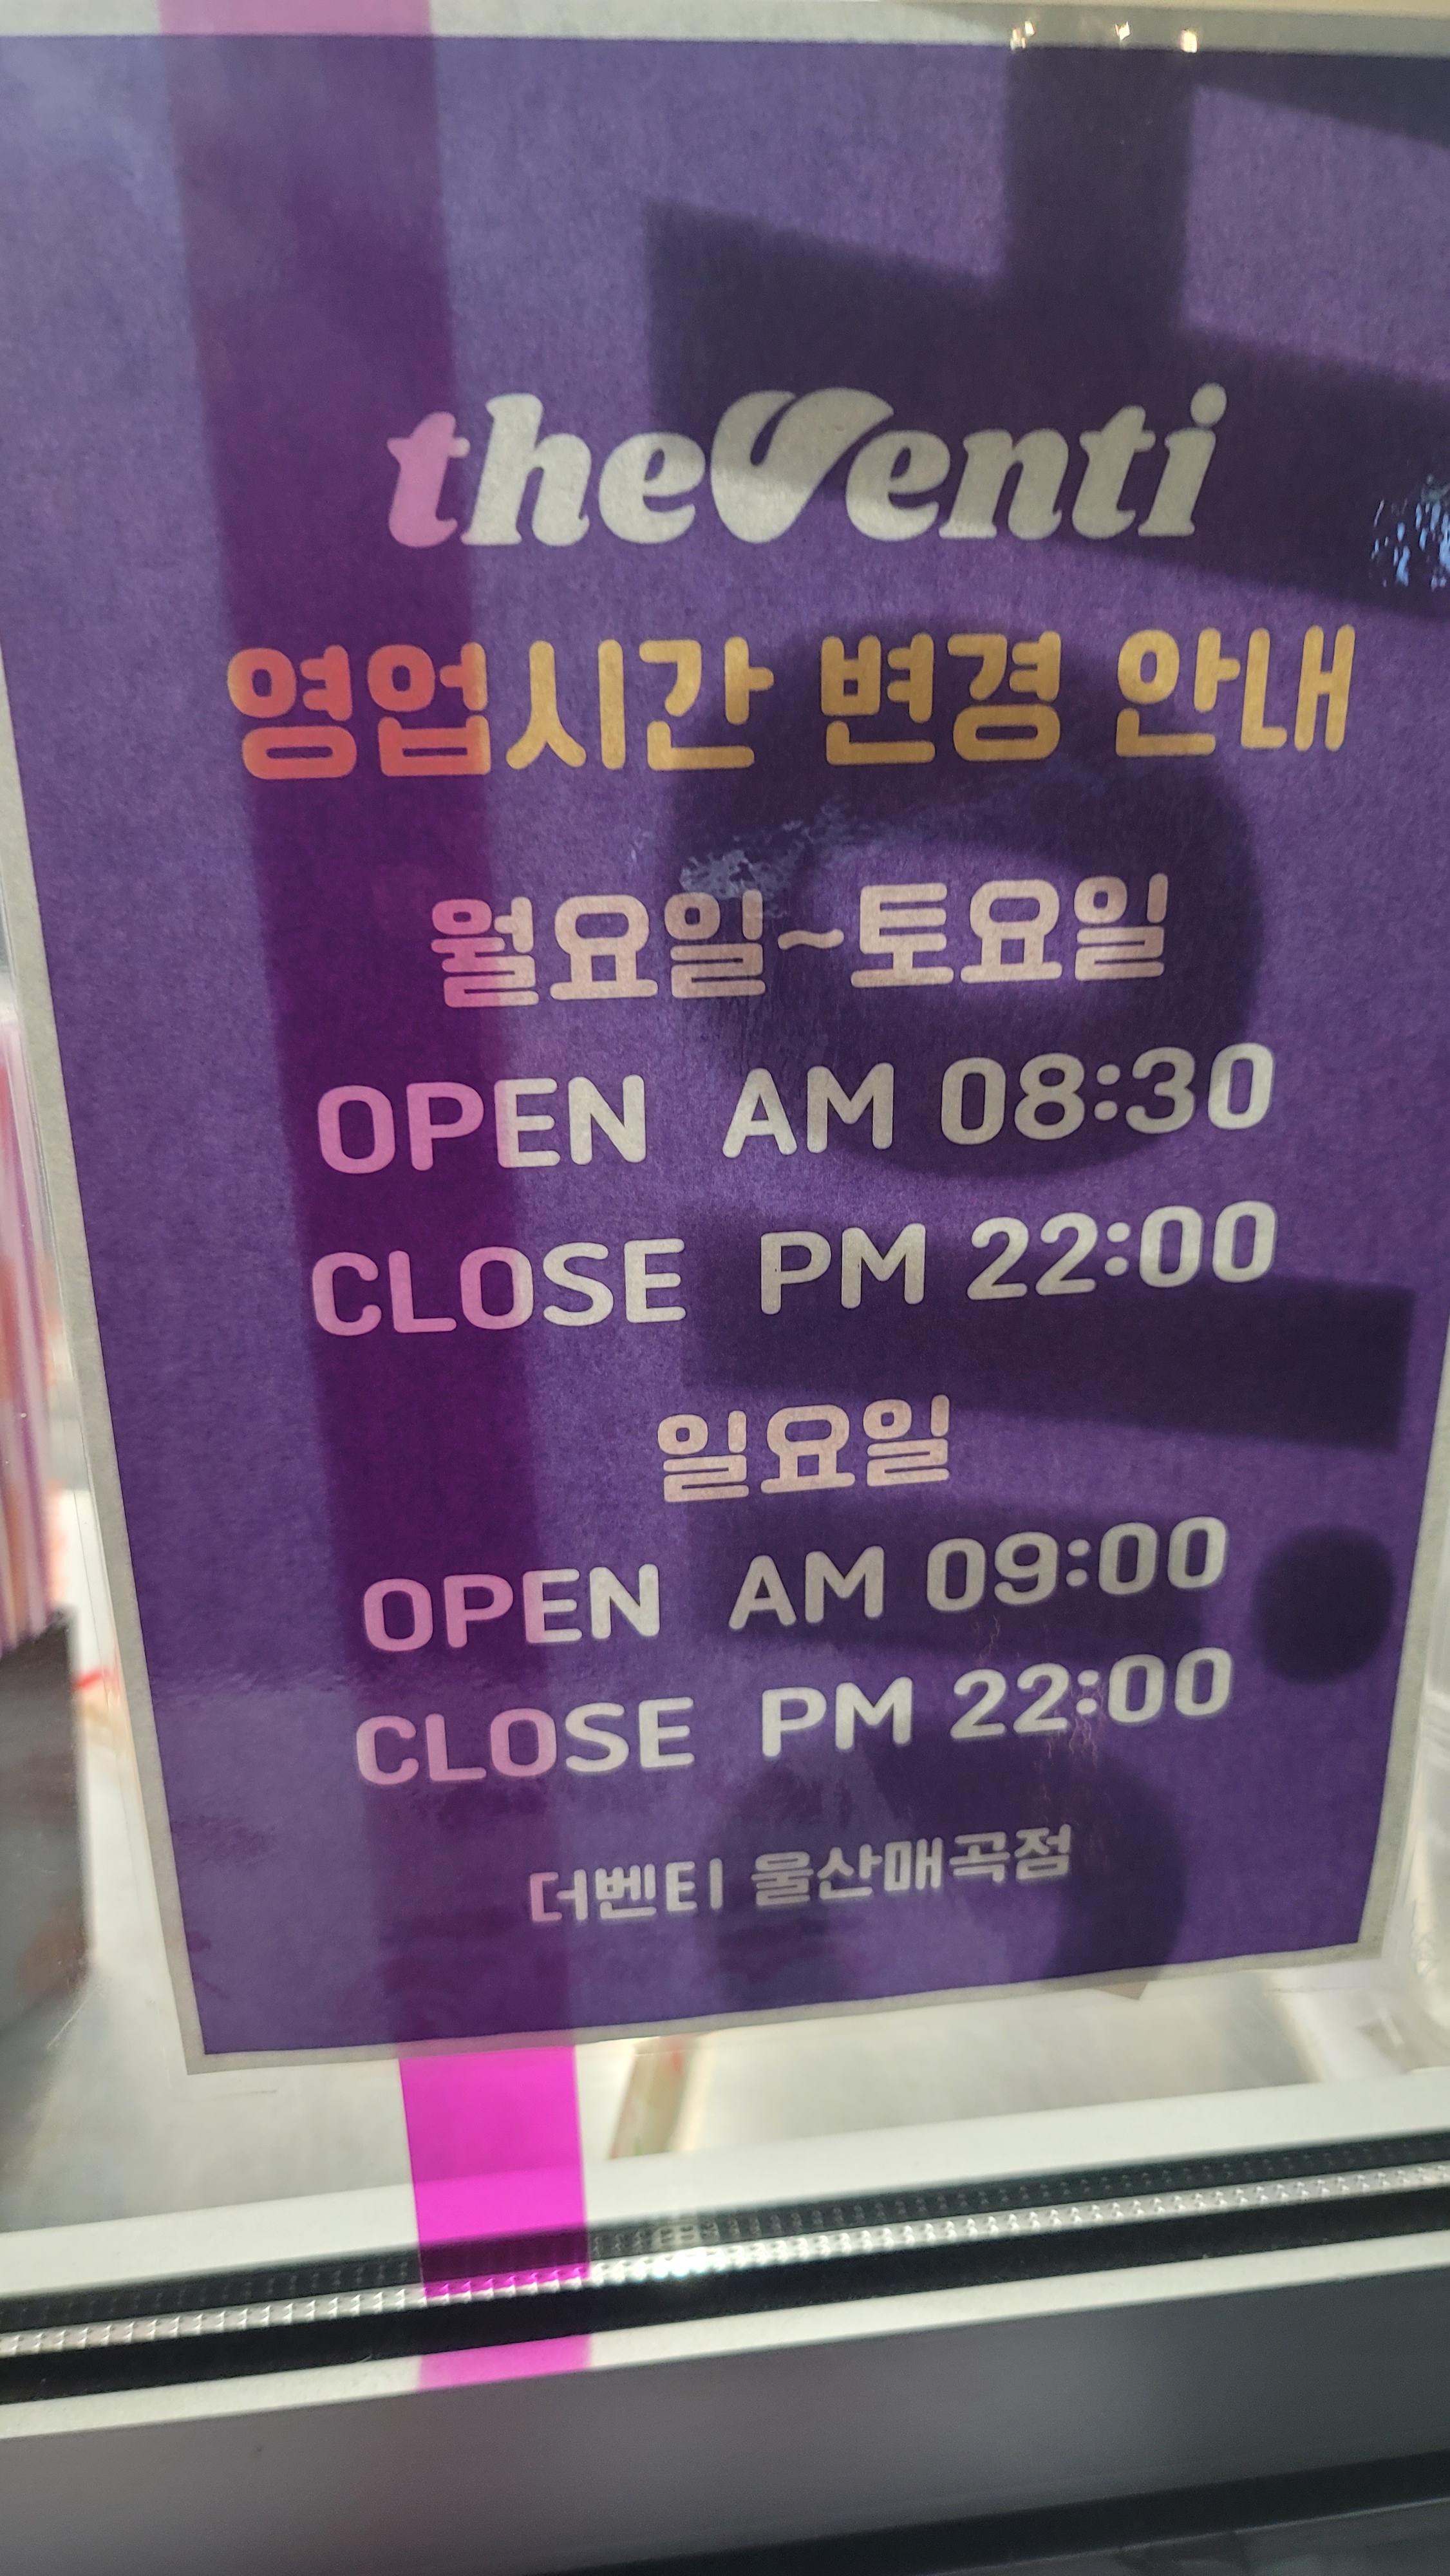 theVenti
영업시간 변경 안내
월요일~토요일
OPEN AM 08:30
CLOSE PM 22:00
일요일
OPEN AM 09:00
CLOSE PM 22:00
더벤티 울산매곡점